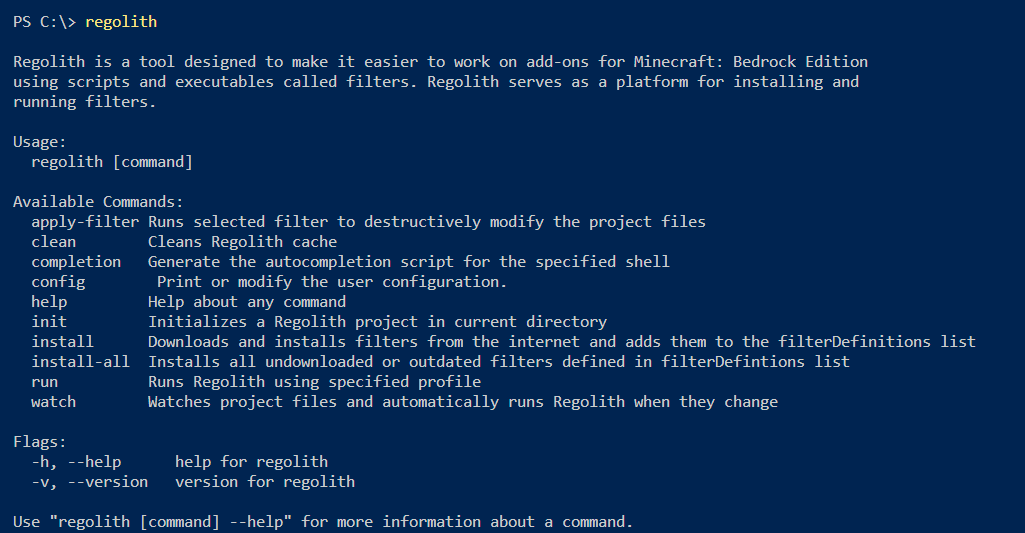 PS C:\> regolith
Regolith is a tool designed to make it easier to work on add-ons for Minecraft: Bedrock Edition
using scripts and executables called filters. Regolith serves as a platform for installing and
running filters.
Usage:
  regolith [command]
Available Commands:
  apply-filter Runs selected filter to destructively modify the project files
  clean        Cleans Regolith cache
  completion   Generate the autocompletion script for the specified shell
  config        Print or modify the user configuration.
  help         Help about any command
  init         Initializes a Regolith project in current directory
  install      Downloads and installs filters from the internet and adds them to the filterDefinitions list
  install-all  Installs all undownloaded or outdated filters defined in filterDefintions list
  run          Runs Regolith using specified profile
  watch        Watches project files and automatically runs Regolith when they change
Flags:
  -h, --help      help for regolith
  -v, --version   version for regolith
Use "regolith [command] --help" for more information about a command.